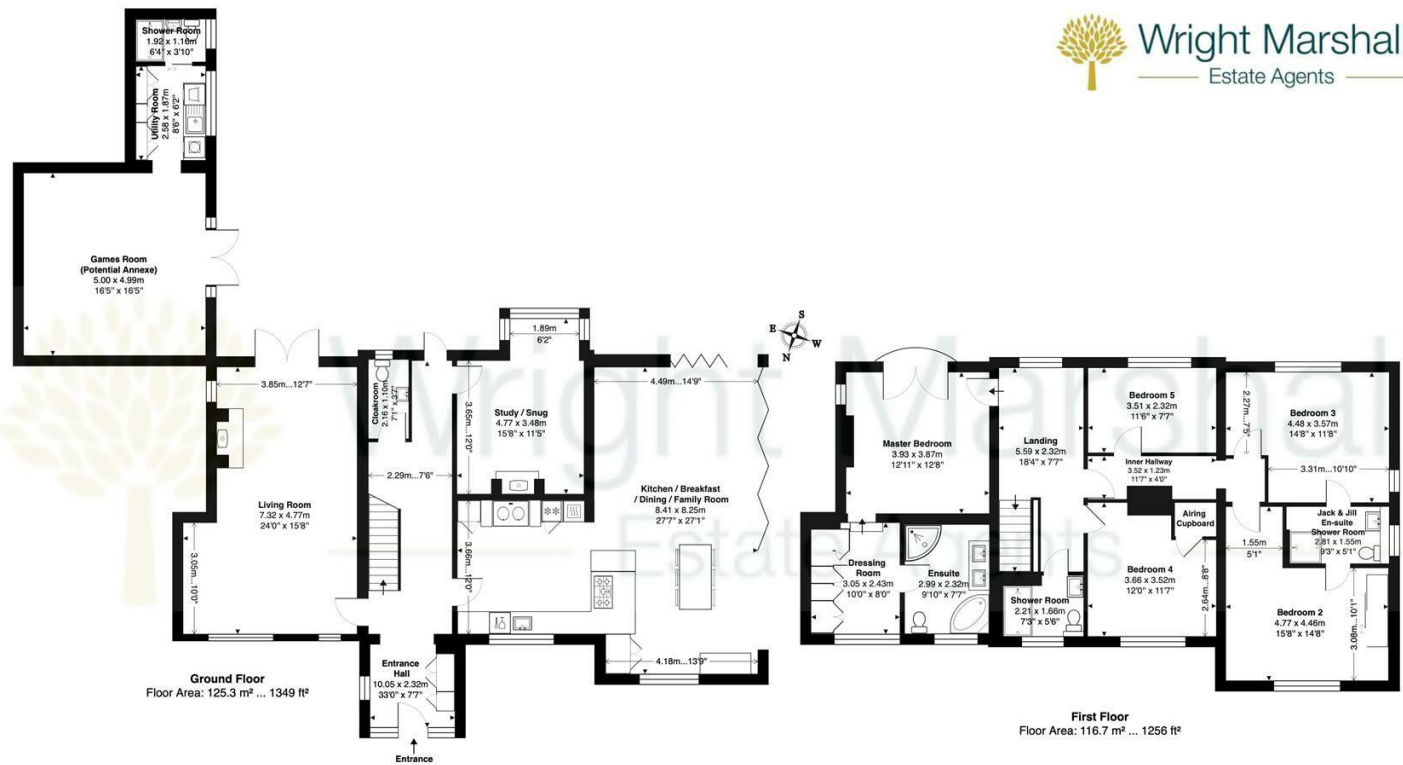 Wright Marshal
Estate Agents
Shower Room
1.92 x 1.16m
6'4" x 3'10"
Utility Room
2.58 x 1.87m
8'6" x 6'2"
Games Room
(Potential Annexe)
5.00 x 4.99m
16'5" x 16'5"
3.85m...12'7"
Cloakroom
2.16 x 1.10m
7'1" x 3'7"
1.89m
6'2"
3.65m...12'0"
Study / Snug
4.77 x 3.48m
15'8" x 11'5"
4.49m...14'9"
2.29m...7'6"
Living Room
7.32 x 4.77m
24'0" x 15'8"
3.05m...10'0"
3.66m...12'0"
Kitchen / Breakfast
/ Dining / Family Room
8.41 x 8.25m
27'7" x 27'1"
4.18m...13'9"
Entrance
Hall
10.05 x 2.32m
33'0" x 7'7"
Entrance
Ground Floor
Floor Area: 125.3 m² ... 1349 ft²
S
E
W
N
Master Bedroom
3.93 x 3.87m
12'11" x 12'8"
Landing
5.59 x 2.32m
18'4" x 7'7"
Bedroom 5
3.51 x 2.32m
11'6" x 7'7"
Inner Hallway
3.52 x 1.23m
11'7" x 4'0"
2.27m...7'5"
Bedroom 3
4.48 x 3.57m
14'8" x 11'8"
3.31m...10'10"
Airing
Cupboard
Jack & Jill
En-suite
Shower Room
2.81 x 1.55m
9'3" x 5'1"
1.55m
5'1"
Dressing
Room
3.05 x 2.43m
10'0" x 8'0"
Ensuite
2.99 x 2.32m
9'10" x 7'7"
Shower Room
2.21 x 1.66m
7'3" x 5'6"
Bedroom 4
3.66 x 3.52m
12'0" x 11'7"
2.64m...8'8"
Bedroom 2
4.77 x 4.46m
15'8" x 14'8"
3.08m...10'1"
First Floor
Floor Area: 116.7 m² ... 1256 ft²
Wright Marshal
Estate Agents